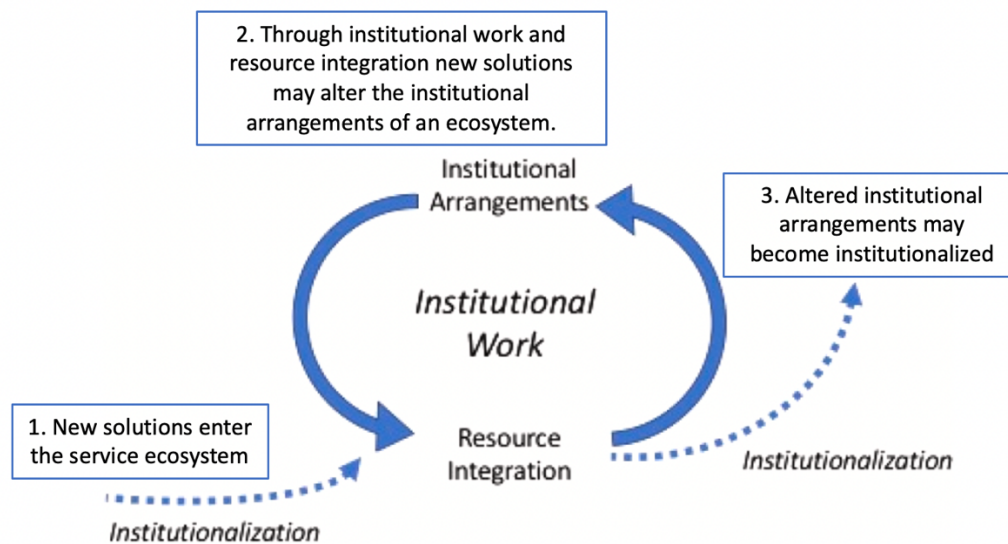 2. Through institutional work and
resource integration new solutions
may alter the institutional
arrangements of an ecosystem.
Institutional
Arrangements
3. Altered institutional
arrangements may
become institutionalized
Institutional
Work
1. New solutions enter
the service ecosystem
Resource
Integration
Institutionalization
Institutionalization